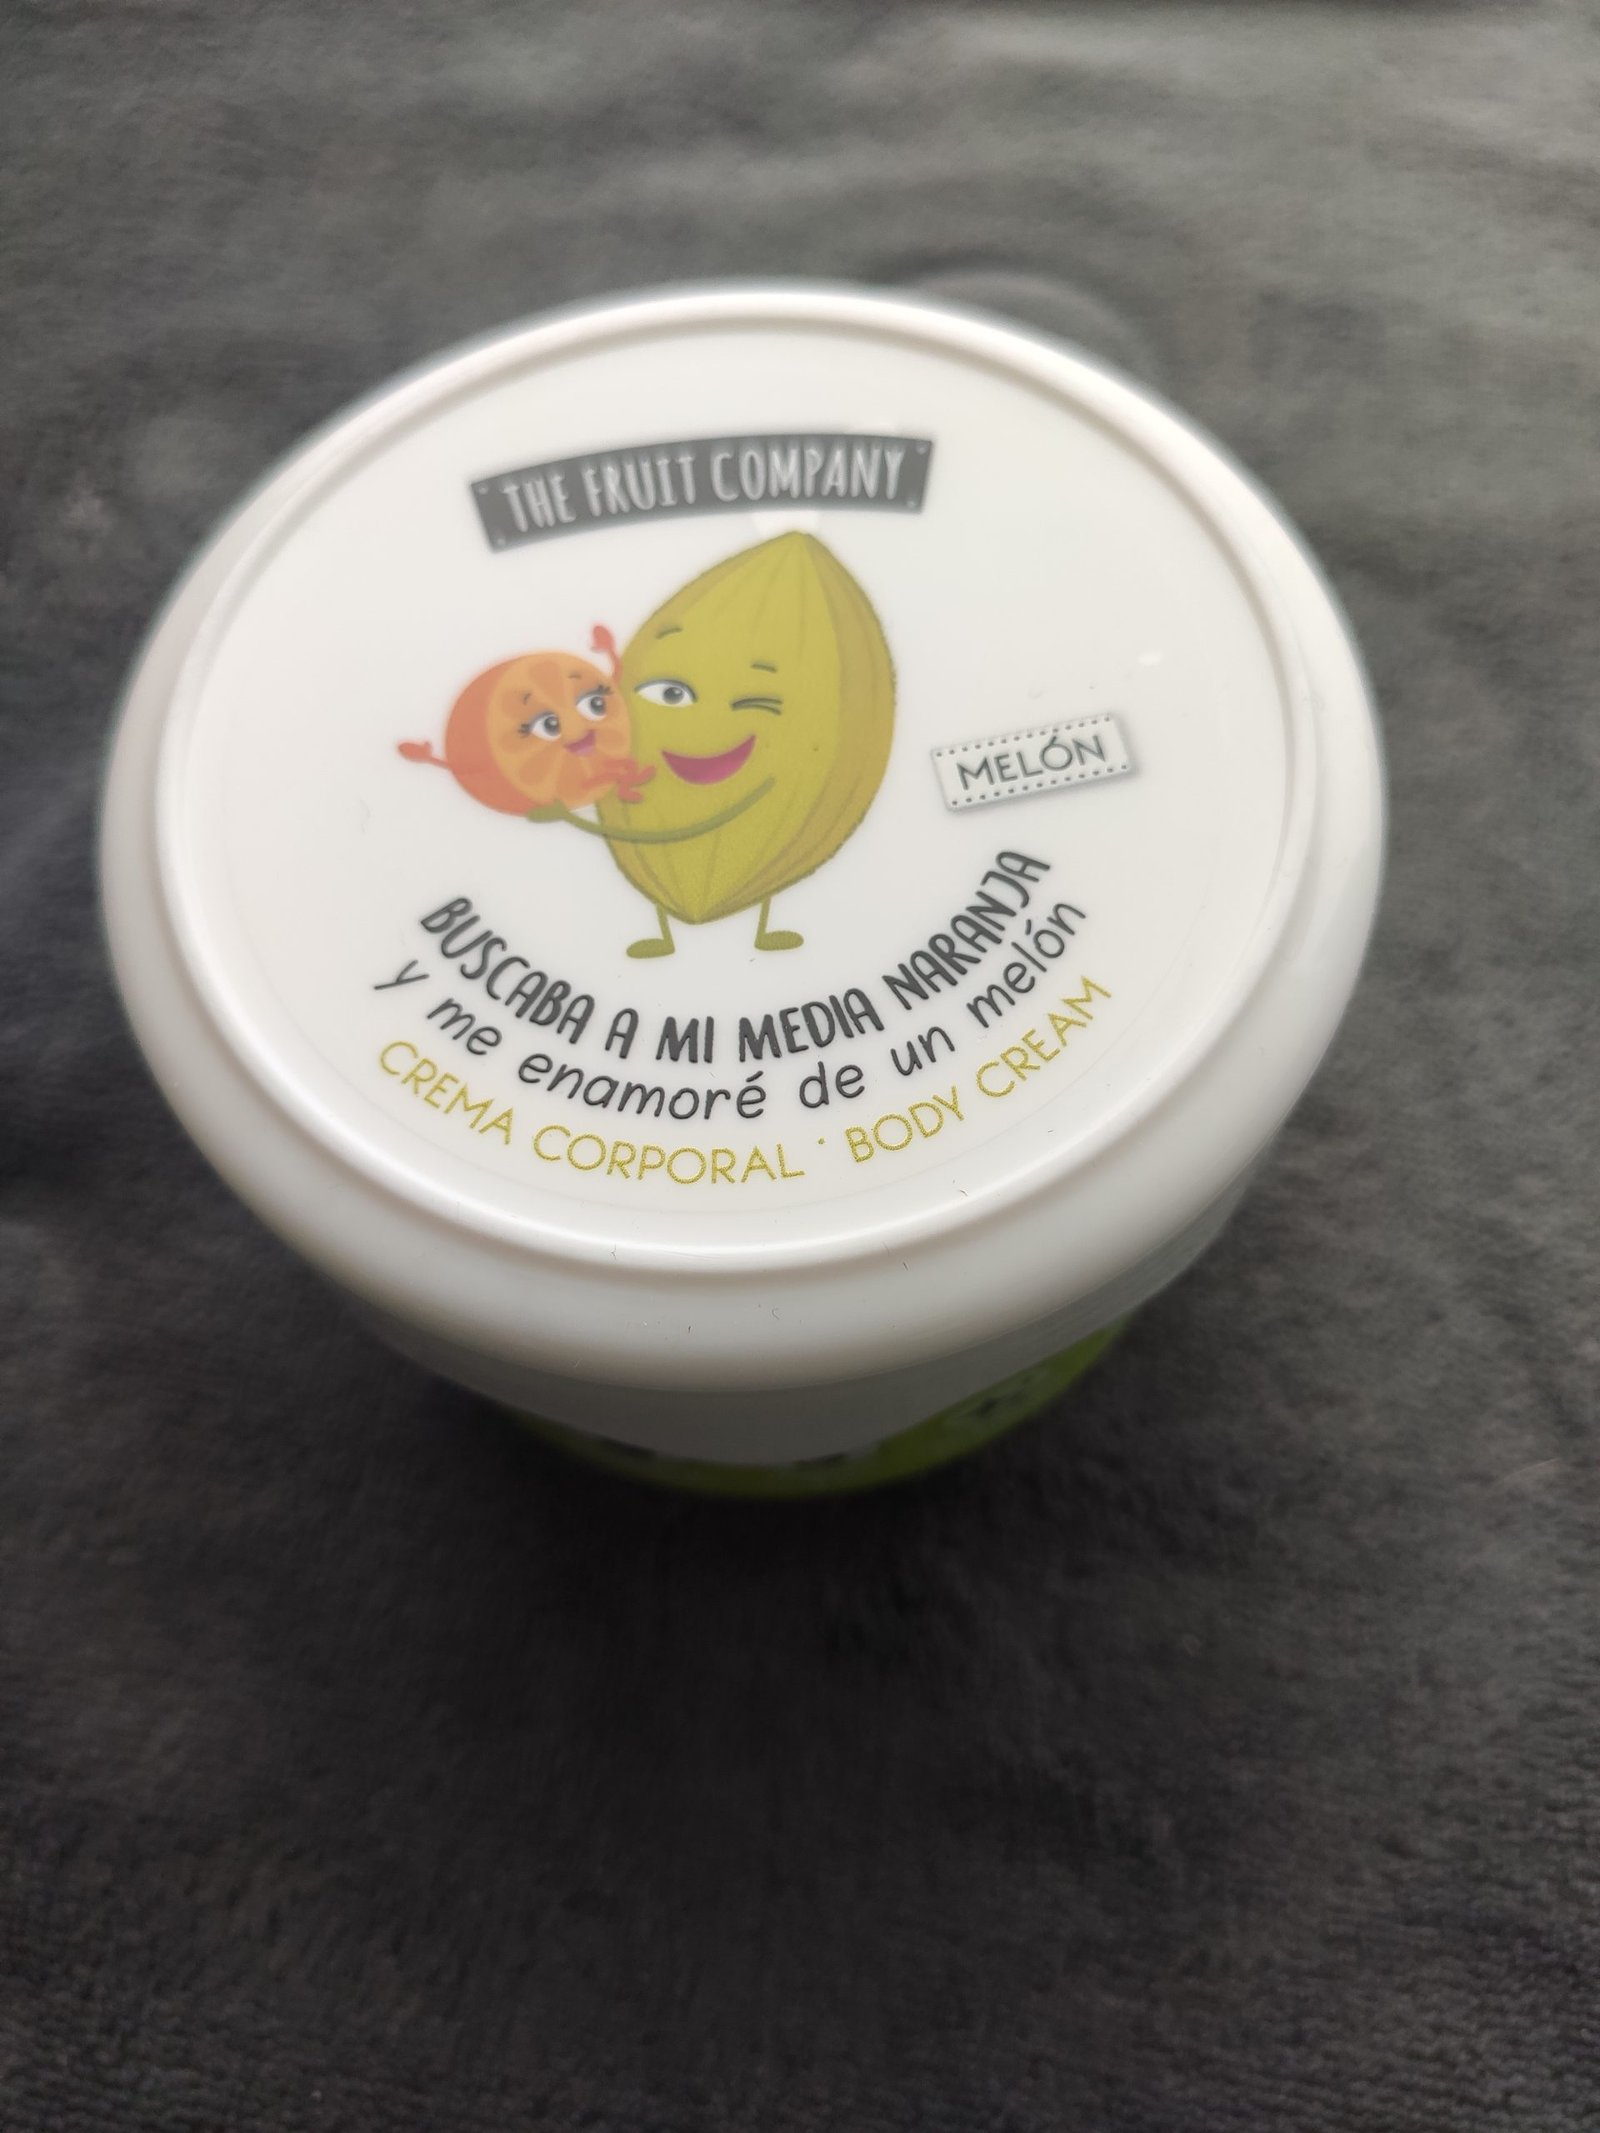 THE FRUIT COMPANY
MELÓN
BUSCABA A MI MEDIA NARANJA
y me enamoré de un melón
CREMA CORPORAL · BODY CREAM